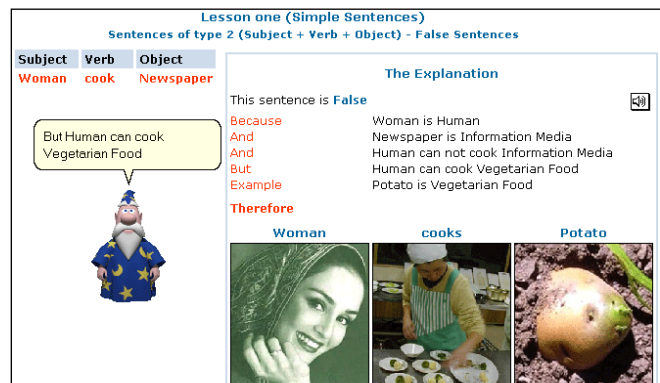 Lesson one (Simple Sentences)
Sentences of type 2 (Subject + Verb + Object) - False Sentences
Subject Verb Object
Woman cook Newspaper
But Human can cook
Vegetarian Food
The Explanation
This sentence is False
Because Woman is Human
And Newspaper is Information Media
And Human can not cook Information Media
But Human can cook Vegetarian Food
Example Potato is Vegetarian Food
Therefore
Woman cooks Potato